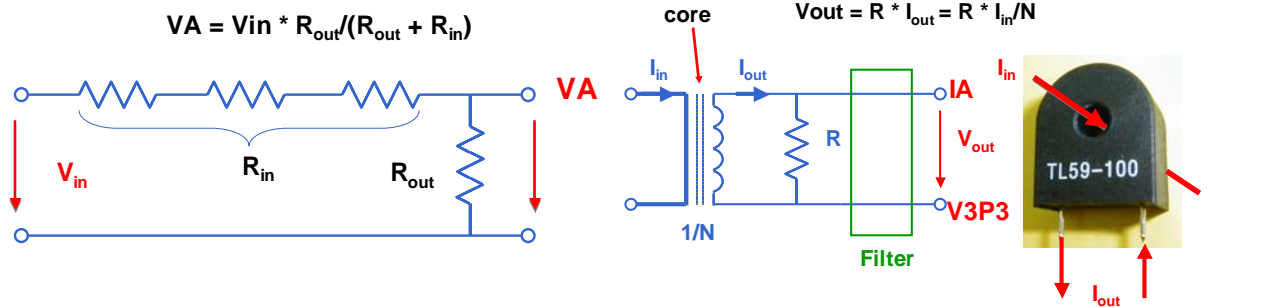 VA = Vin * Rout/(Rout + Rin)
VA
Vin
Rin
Rout
core
Vout = R * Iout = R * Iin/N
Iin
Iout
R
1/N
Filter
IA
Vout
V3P3
Iin
TL59-100
Iout